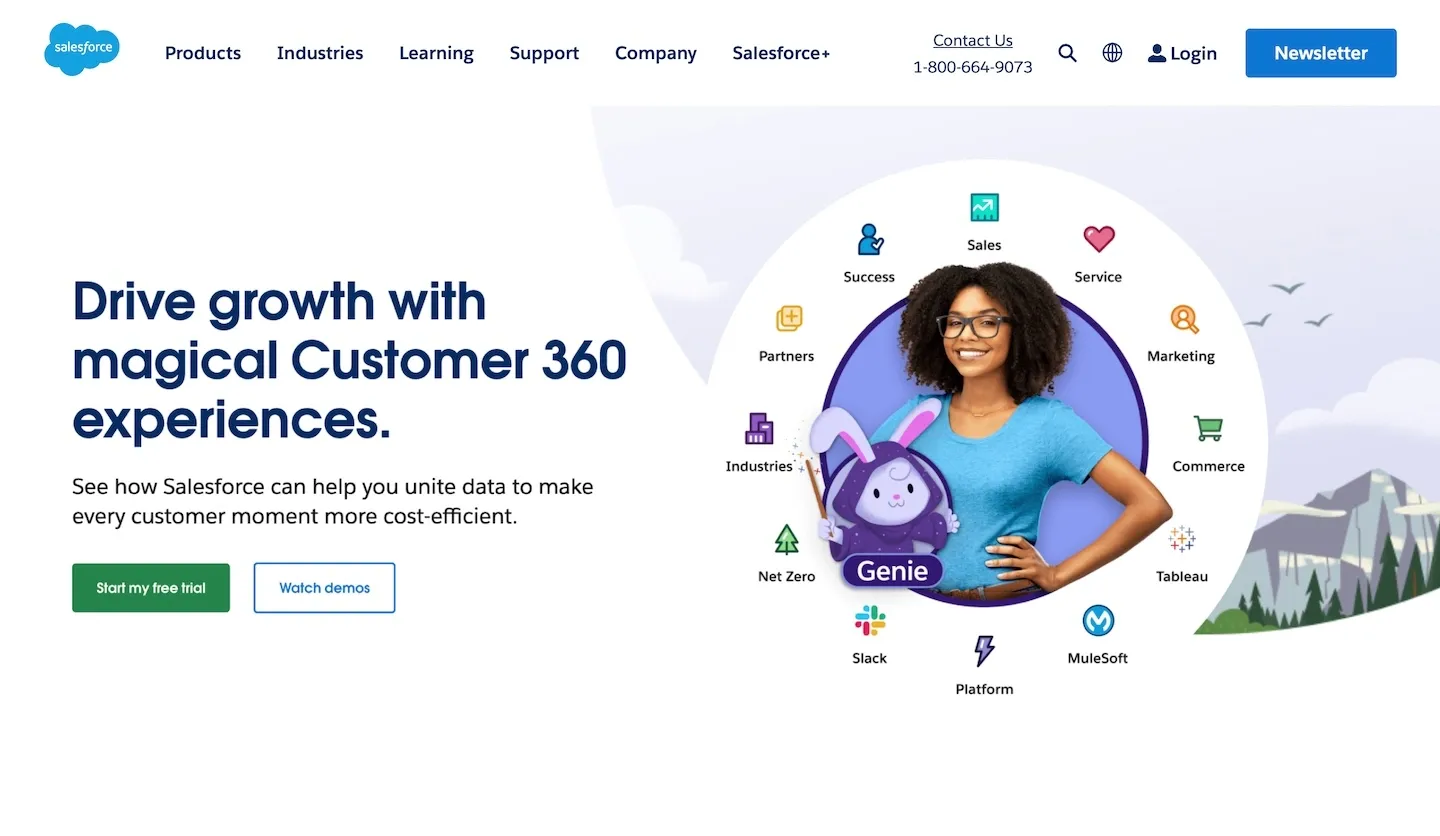 salesforce
Products
Industries
Learning
Support
Company
Salesforce+
Contact Us
1-800-664-9073
Login
Newsletter
Drive growth with
magical Customer 360
experiences.
See how Salesforce can help you unite data to make
every customer moment more cost-efficient.
Start my free trial
Watch demos
Sales
Success
Service
Partners
Marketing
Industries
Commerce
Net Zero
Genie
Tableau
Slack
MuleSoft
Platform